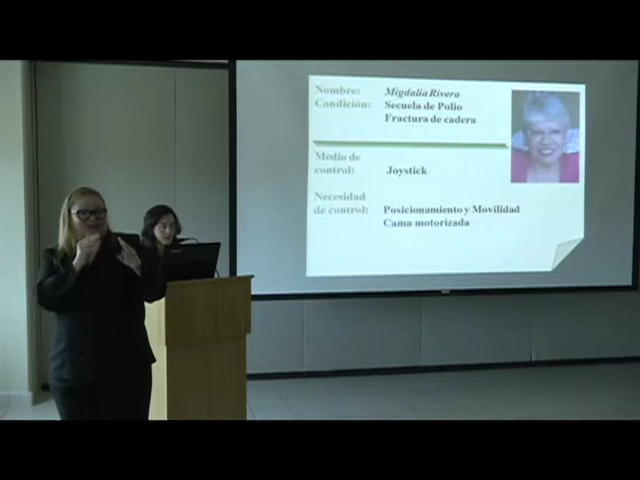 Nombre: Migdalia Rivera
Condición: Secuela de Polio
Fractura de cadera
Medio de
control: Joystick
Necesidad
de control: Posicionamiento y Movilidad
Cama motorizada